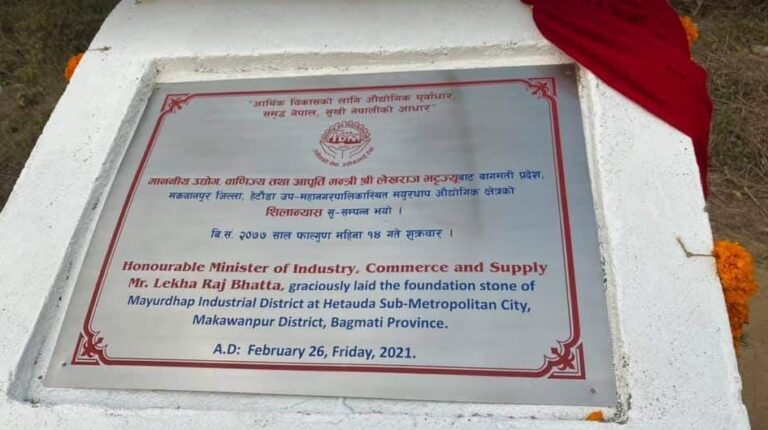 "आर्थिक विकासको लागि औद्योगिक पूर्वाधार,
समृद्ध नेपाल, सुखी नेपालीको आधार"
IDM
माननीय उद्योग, वाणिज्य तथा आपूर्ति मन्त्री श्री लेखराज भट्टज्यूबाट बागमती प्रदेश,
मकवानपुर जिल्ला, हेटौंडा उप-महानगरपालिकास्थित मयुरधाप औद्योगिक क्षेत्रको
शिलान्यास सु-सम्पन्न भयो ।
बि.सं. २०७७ साल फाल्गुण महिना १४ गते शुक्रबार ।
Honourable Minister of Industry, Commerce and Supply
Mr. Lekha Raj Bhatta, graciously laid the foundation stone of
Mayurdhap Industrial District at Hetauda Sub-Metropolitan City,
Makawanpur District, Bagmati Province.
A.D: February 26, Friday, 2021.